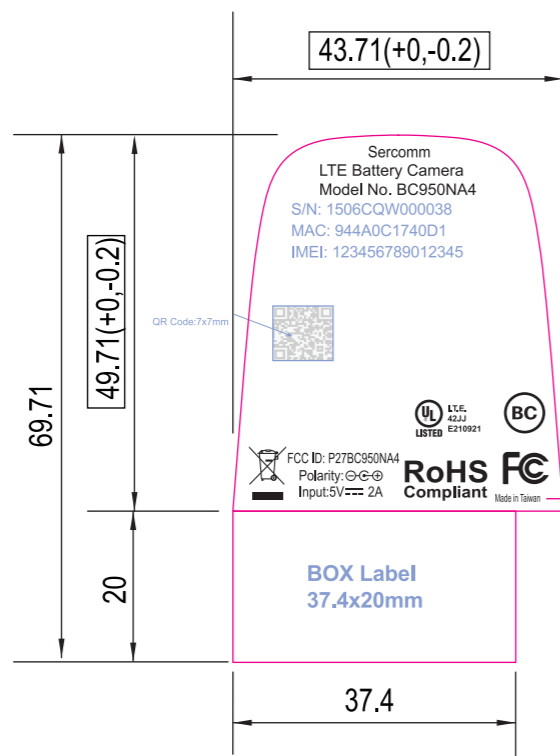 43.71(+0,-0.2)
Sercomm
LTE Battery Camera
Model No. BC950NA4
S/N: 1506CQW000038
MAC: 944A0C1740D1
IMEI: 123456789012345
QR Code:7x7mm
49.71(+0,-0.2)
69.71
UL
LISTED
I.T.E.
42JJ
E210921
BC
FCC ID: P27BC950NA4
Polarity:
Input:5V 2A
RoHS
Compliant
FC
Made in Taiwan
20
BOX Label
37.4x20mm
37.4